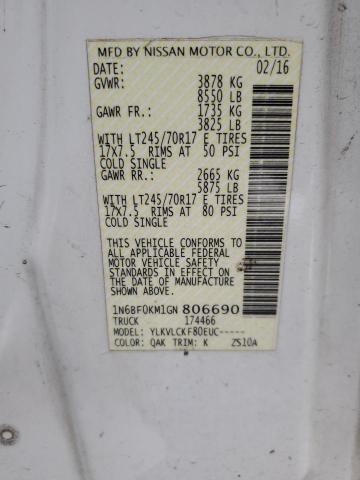 MFD BY NISSAN MOTOR CO., LTD.
DATE: 02/16
GVWR: 3878 KG
8550 LB
GAWR FR.: 1735 KG
3825 LB
WITH LT245/70R17 E TIRES
17X7.5 RIMS AT 50 PSI
COLD SINGLE
GAWR RR.: 2665 KG
5875 LB
WITH LT245/70R17 E TIRES
17X7.5 RIMS AT 80 PSI
COLD SINGLE
THIS VEHICLE CONFORMS TO
ALL APPLICABLE FEDERAL
MOTOR VEHICLE SAFETY
STANDARDS IN EFFECT ON
THE DATE OF MANUFACTURE
SHOWN ABOVE.
1N6BF0KM1GN 806690
TRUCK 174466
MODEL: YLKVLCKF80EUC-----
COLOR: QAK TRIM: K ZS10A